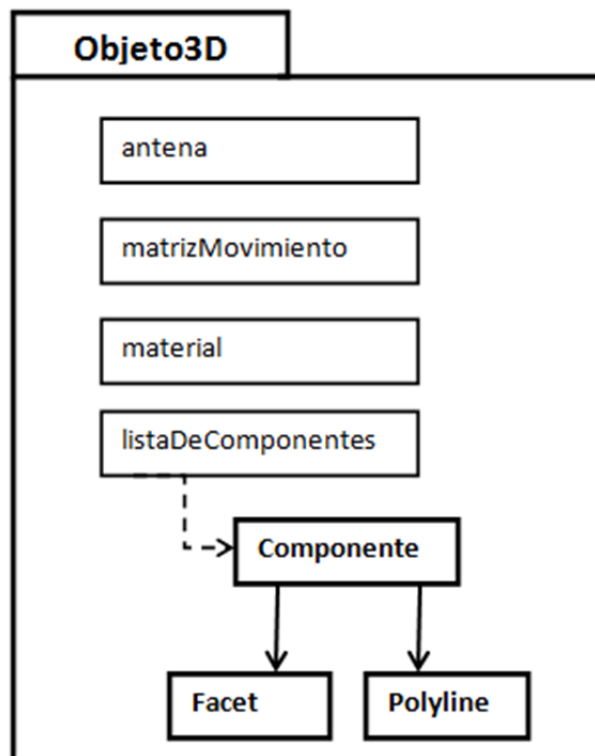 Objeto3D
antena
matrizMovimiento
material
listaDeComponentes
Componente
Facet
Polyline